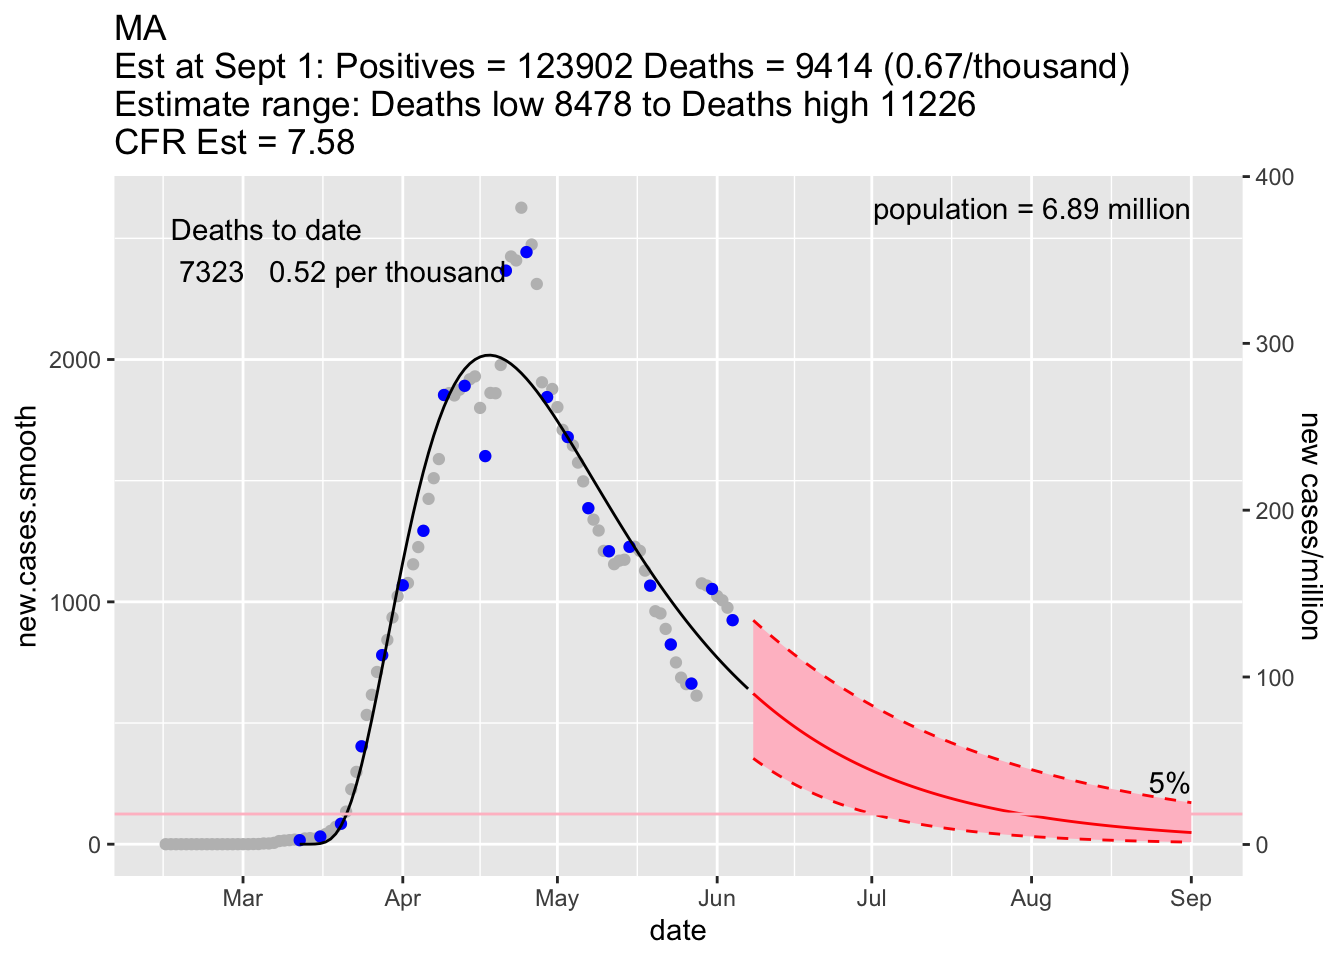 MA
Est at Sept 1: Positives = 123902 Deaths = 9414 (0.67/thousand)
Estimate range: Deaths low 8478 to Deaths high 11226
CFR Est = 7.58
Deaths to date
7323 0.52 per thousand
population = 6.89 million
5%
new.cases.smooth
2000
1000
0
400
300
200
100
0
new cases/million
Mar Apr May Jun Jul Aug Sep
date